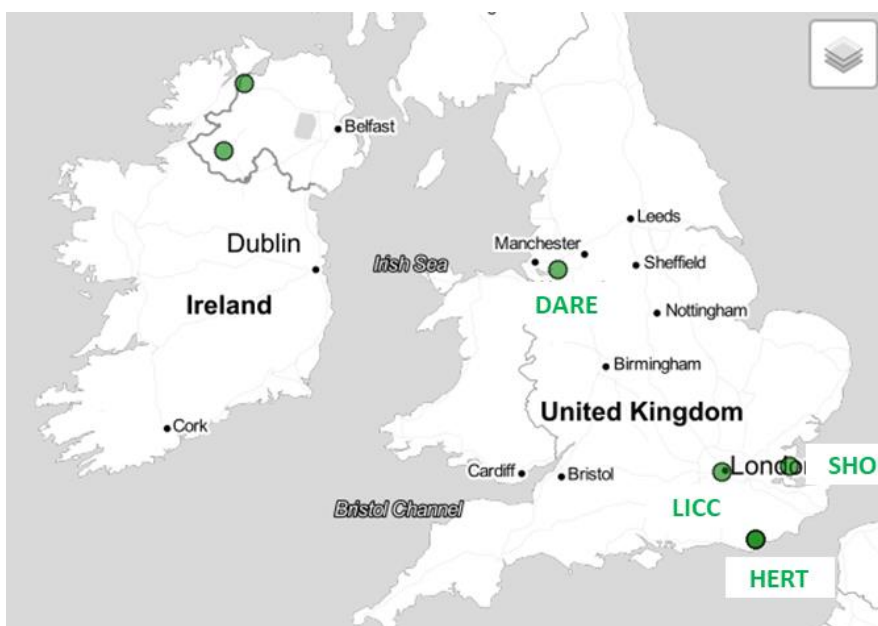 Belfast
Leeds
Dublin
Manchester
Irish Sea
Sheffield
Ireland
DARE
Nottingham
Birmingham
United Kingdom
Cork
Cardiff
Bristol
London
SHO
LICC
Bristol Channel
HERT